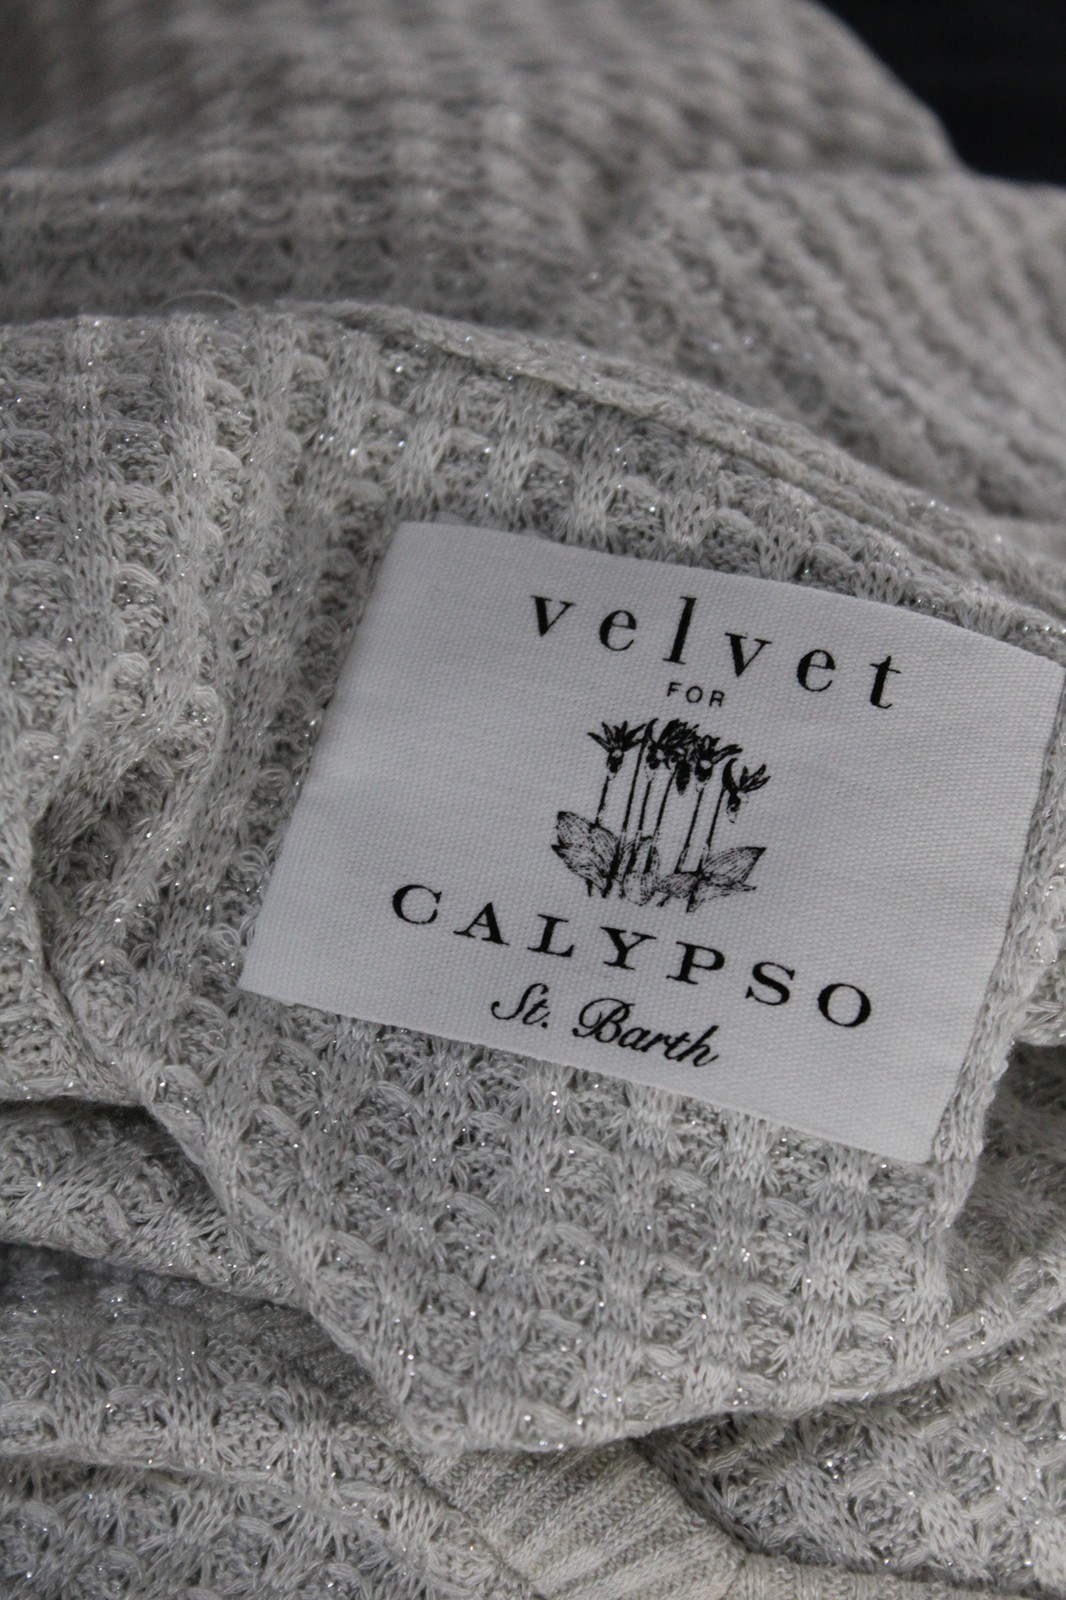 velvet
FOR
CALYPSO
St. Barth